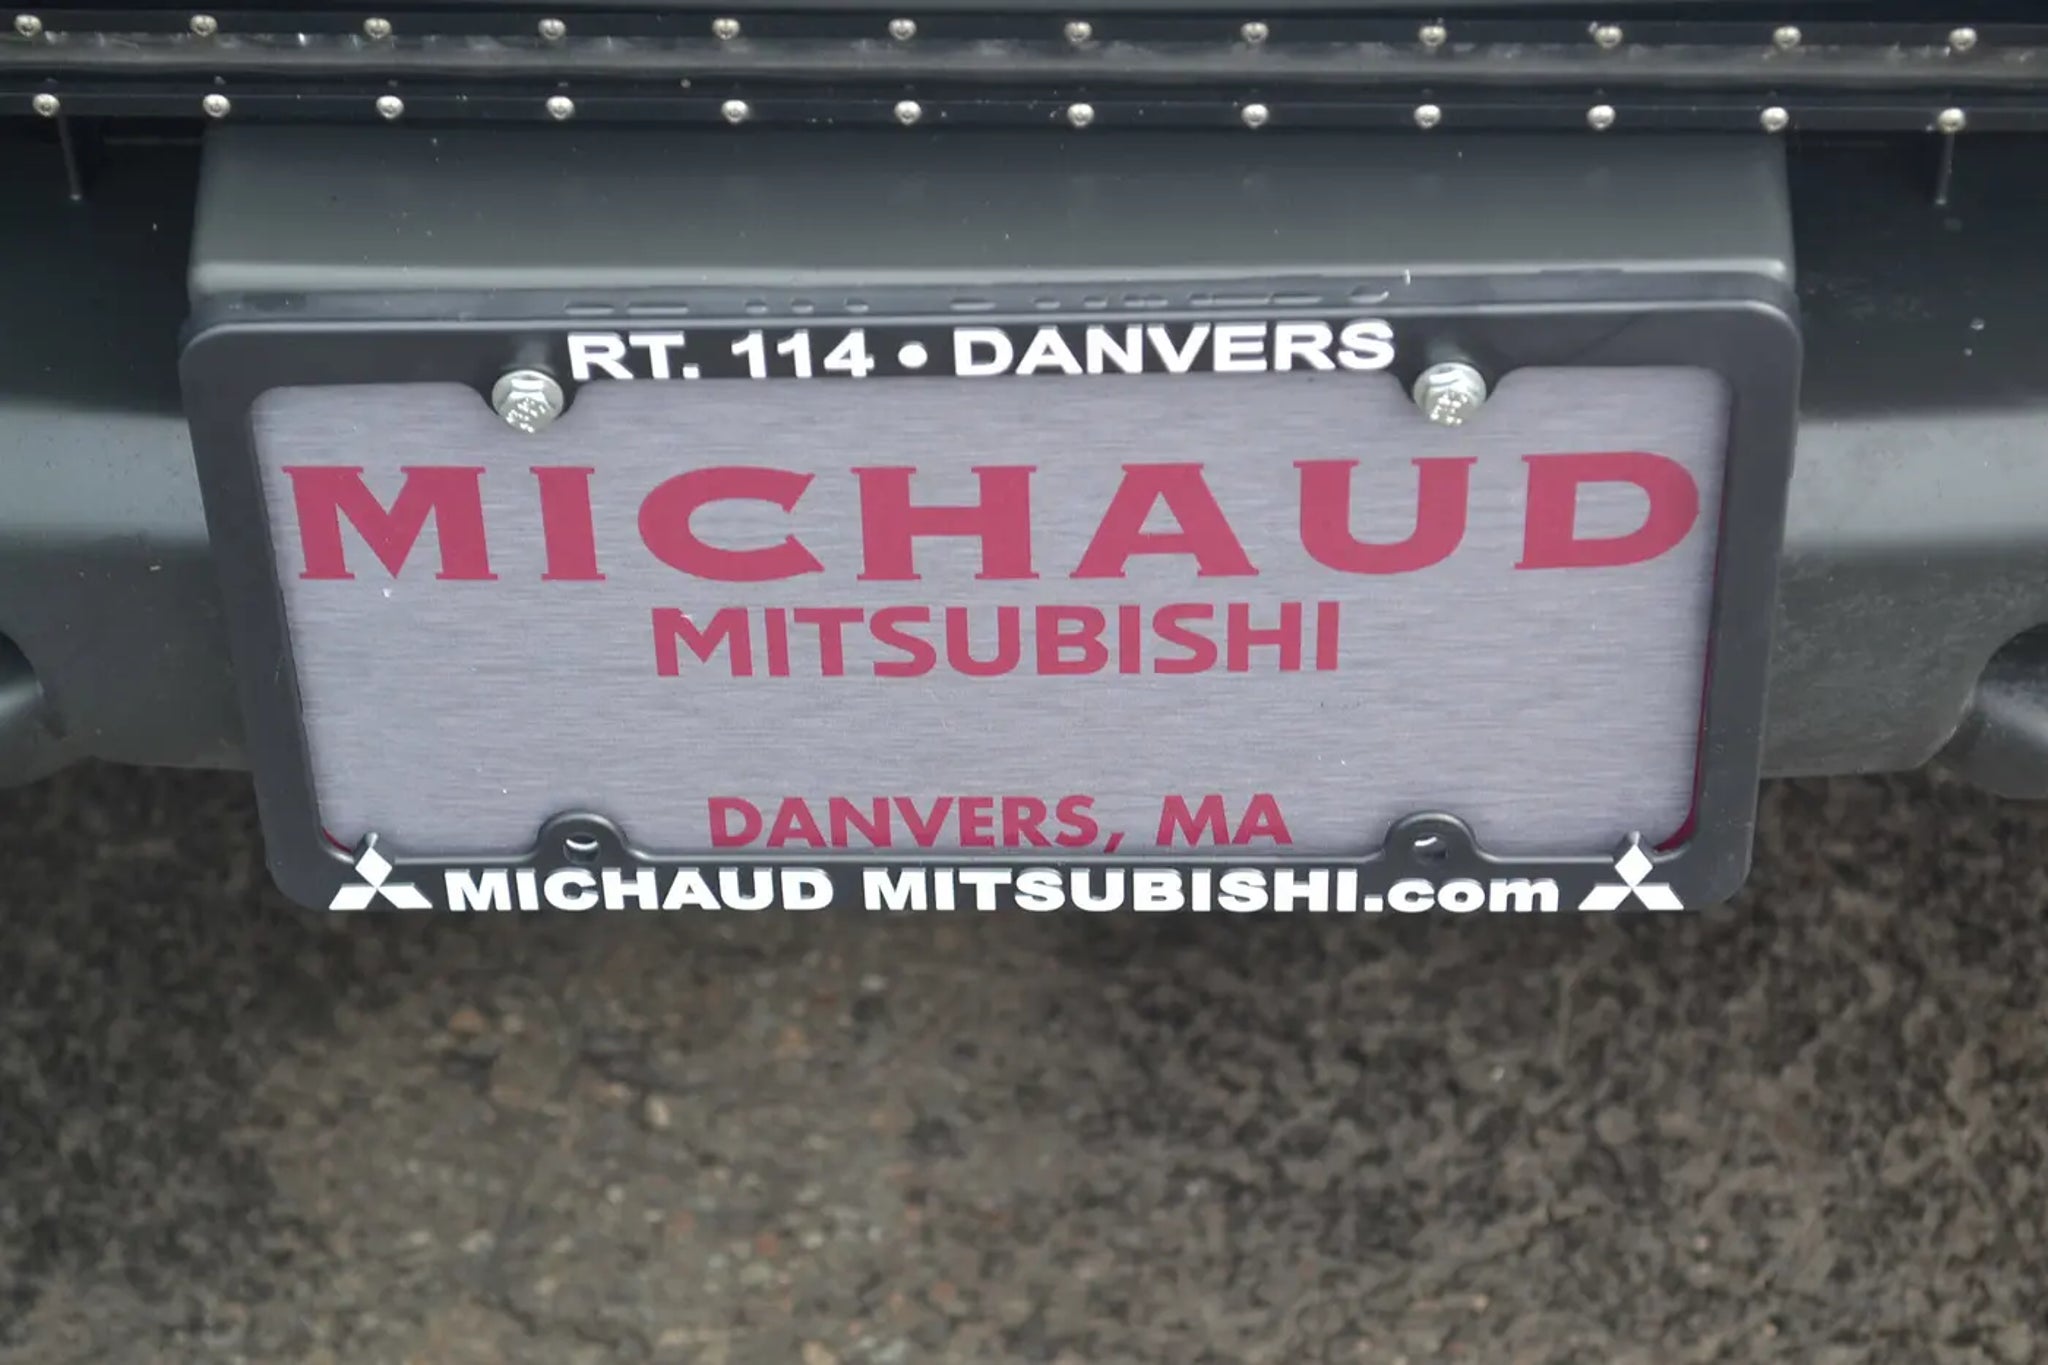 RT. 114 • DANVERS
MICHAUD
MITSUBISHI
DANVERS, MA
MICHAUD MITSUBISHI.com